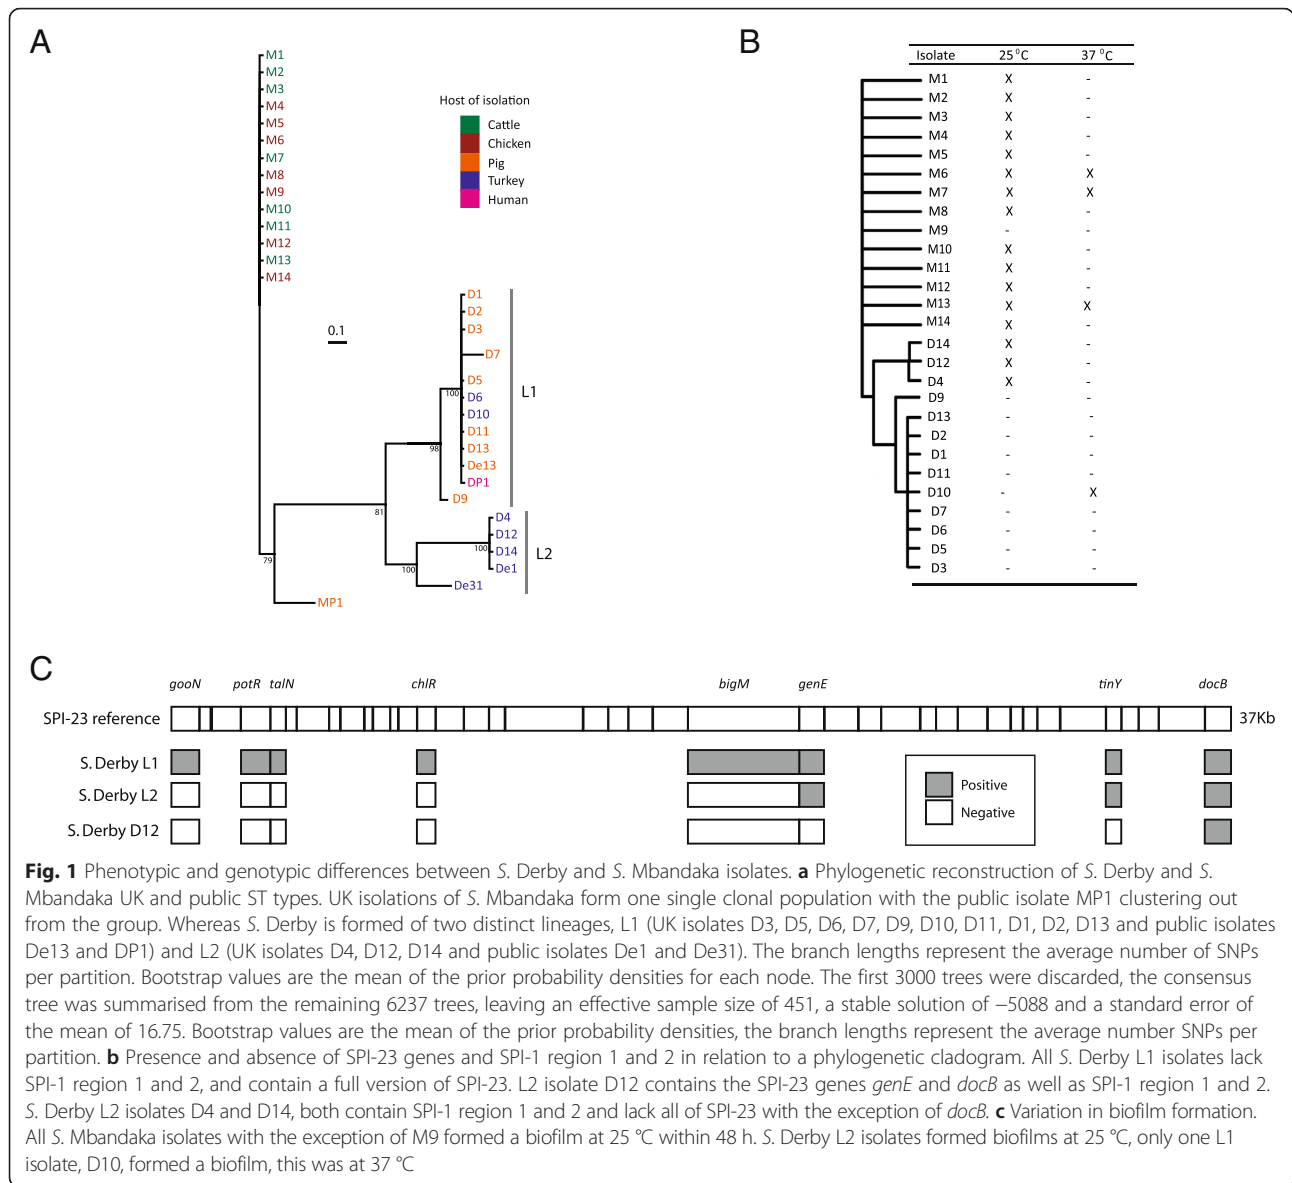 A
M1
M2
M3
M4
M5
M6
M7
M8
M9
M10
M11
M12
M13
M14
Host of isolation
Cattle
Chicken
Pig
Turkey
Human
0.1
D1
D2
D3
D7
D5
D6
D10
D11
D13
De13
DP1
D9
100
98
L1
81
D4
D12
D14
De1
De31
100
100
L2
79
MP1
B
Isolate 25 ⁰C 37 ⁰C
M1 X -
M2 X -
M3 X -
M4 X -
M5 X -
M6 X X
M7 X X
M8 X -
M9 - -
M10 X -
M11 X -
M12 X -
M13 X X
M14 X -
D14 X -
D12 X -
D4 X -
D9 - -
D13 - -
D2 - -
D1 - -
D11 - -
D10 - X
D7 - -
D6 - -
D5 - -
D3 - -
C
gooN potR talN chlR bigM genE tinY docB
SPI-23 reference 37Kb
S. Derby L1
S. Derby L2
S. Derby D12
Positive
Negative
Fig. 1 Phenotypic and genotypic differences between S. Derby and S. Mbandaka isolates. a Phylogenetic reconstruction of S. Derby and S.
Mbandaka UK and public ST types. UK isolations of S. Mbandaka form one single clonal population with the public isolate MP1 clustering out
from the group. Whereas S. Derby is formed of two distinct lineages, L1 (UK isolates D3, D5, D6, D7, D9, D10, D11, D1, D2, D13 and public isolates
De13 and DP1) and L2 (UK isolates D4, D12, D14 and public isolates De1 and De31). The branch lengths represent the average number of SNPs
per partition. Bootstrap values are the mean of the prior probability densities for each node. The first 3000 trees were discarded, the consensus
tree was summarised from the remaining 6237 trees, leaving an effective sample size of 451, a stable solution of −5088 and a standard error of
the mean of 16.75. Bootstrap values are the mean of the prior probability densities, the branch lengths represent the average number SNPs per
partition. b Presence and absence of SPI-23 genes and SPI-1 region 1 and 2 in relation to a phylogenetic cladogram. All S. Derby L1 isolates lack
SPI-1 region 1 and 2, and contain a full version of SPI-23. L2 isolate D12 contains the SPI-23 genes genE and docB as well as SPI-1 region 1 and 2.
S. Derby L2 isolates D4 and D14, both contain SPI-1 region 1 and 2 and lack all of SPI-23 with the exception of docB. c Variation in biofilm formation.
All S. Mbandaka isolates with the exception of M9 formed a biofilm at 25 °C within 48 h. S. Derby L2 isolates formed biofilms at 25 °C, only one L1
isolate, D10, formed a biofilm, this was at 37 °C